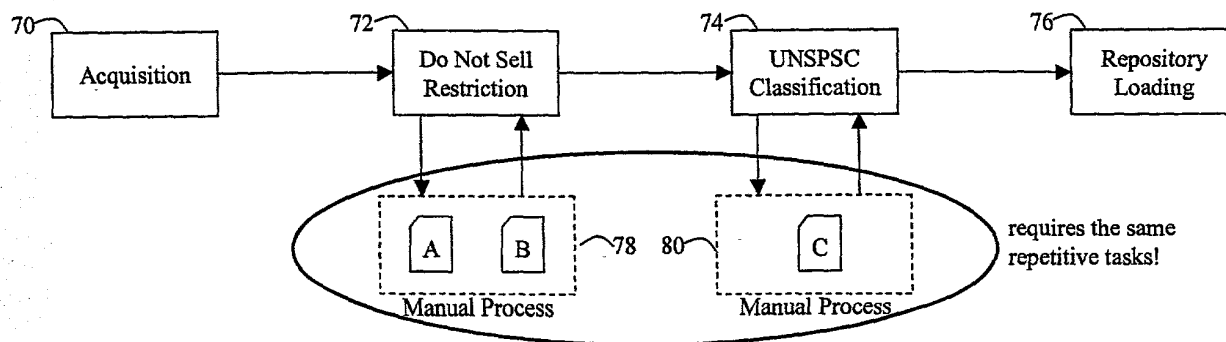 70
72
74
76
Acquisition
Do Not Sell
Restriction
UNSPSC
Classification
Repository
Loading
A
B
78
80
C
requires the same
repetitive tasks!
Manual Process
Manual Process